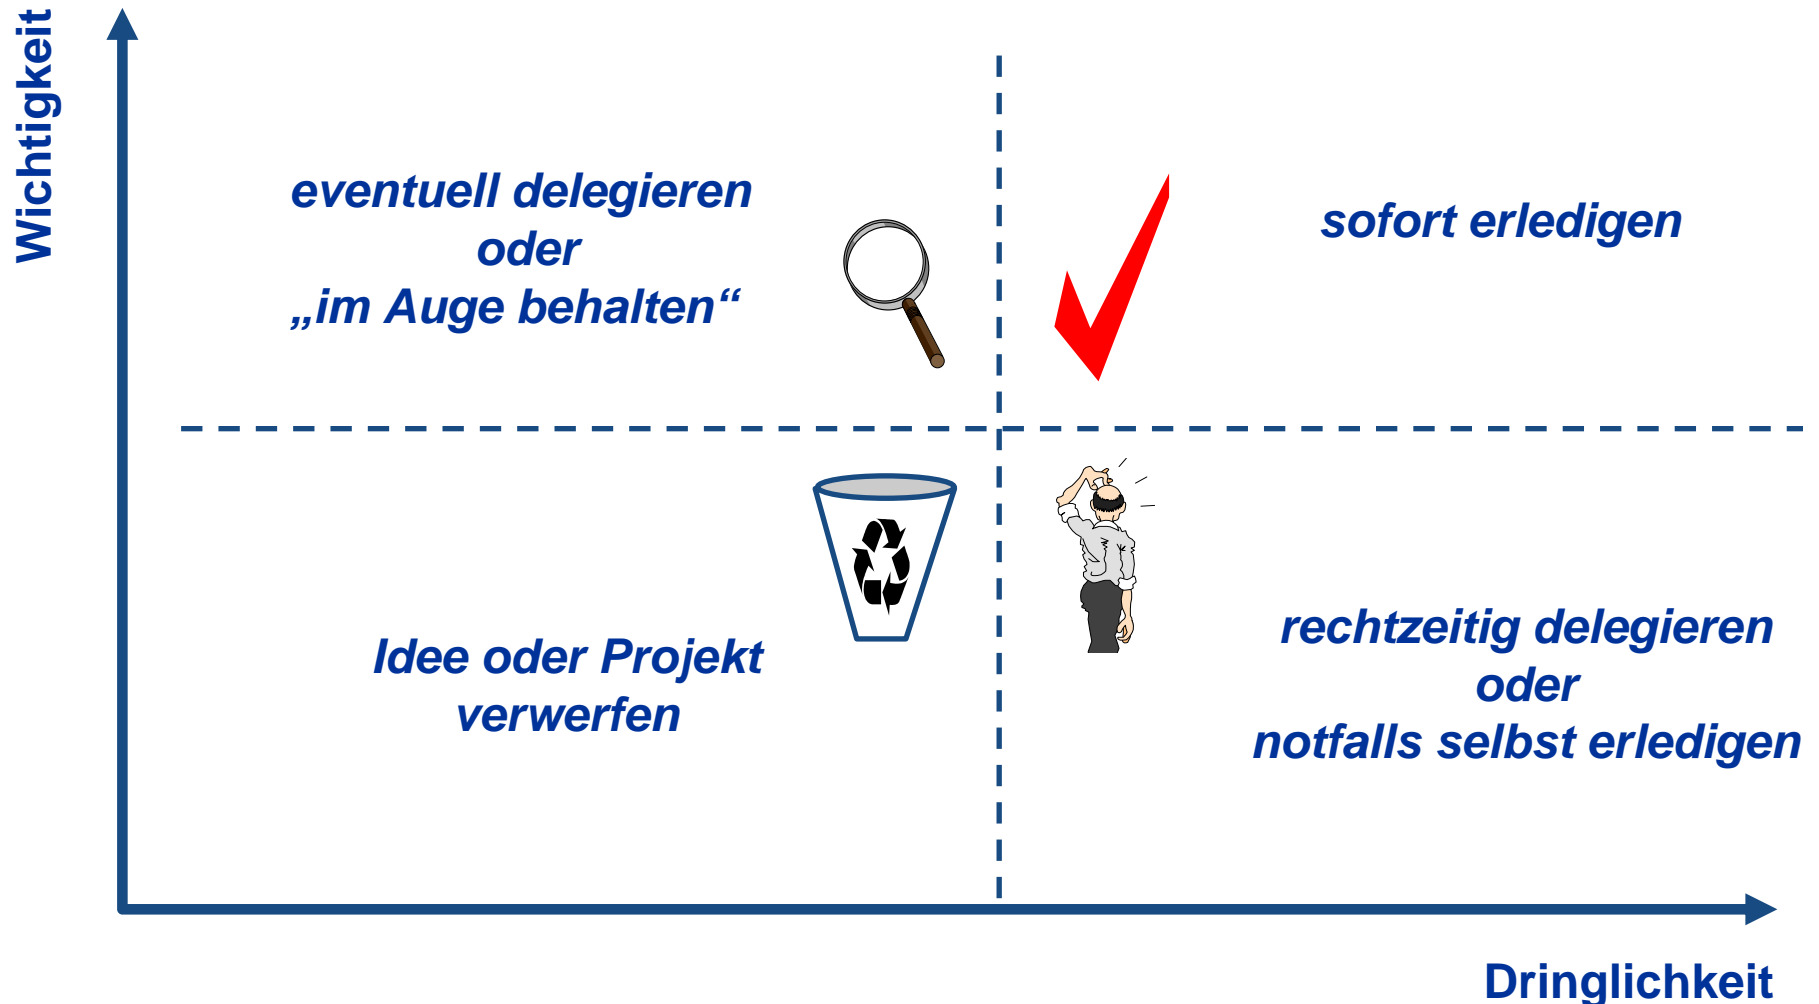 Wichtigkeit
eventuell delegieren
oder
„im Auge behalten“
sofort erledigen
Idee oder Projekt
verwerfen
rechtzeitig delegieren
oder
notfalls selbst erledigen
Dringlichkeit